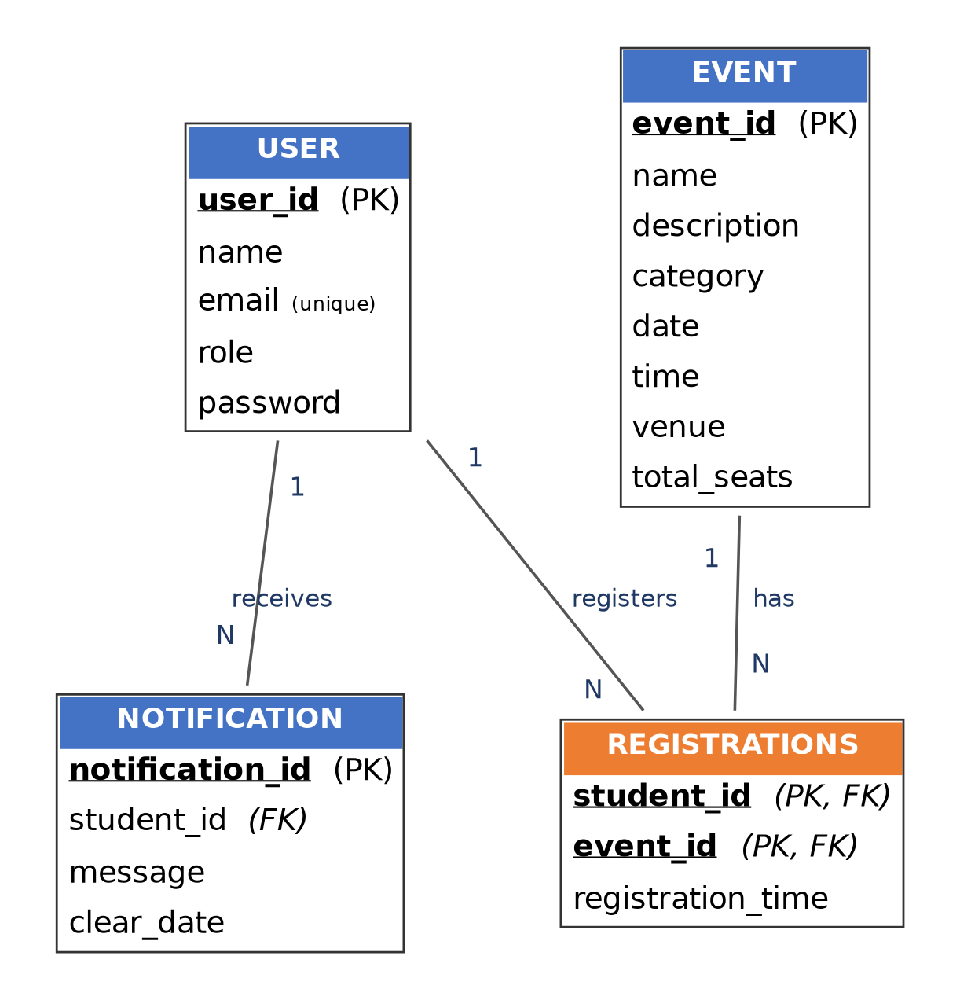 USER
user_id (PK)
name
email (unique)
role
password
EVENT
event_id (PK)
name
description
category
date
time
venue
total_seats
1
1
1
receives
registers
has
N
N
N
NOTIFICATION
notification_id (PK)
student_id (FK)
message
clear_date
REGISTRATIONS
student_id (PK, FK)
event_id (PK, FK)
registration_time